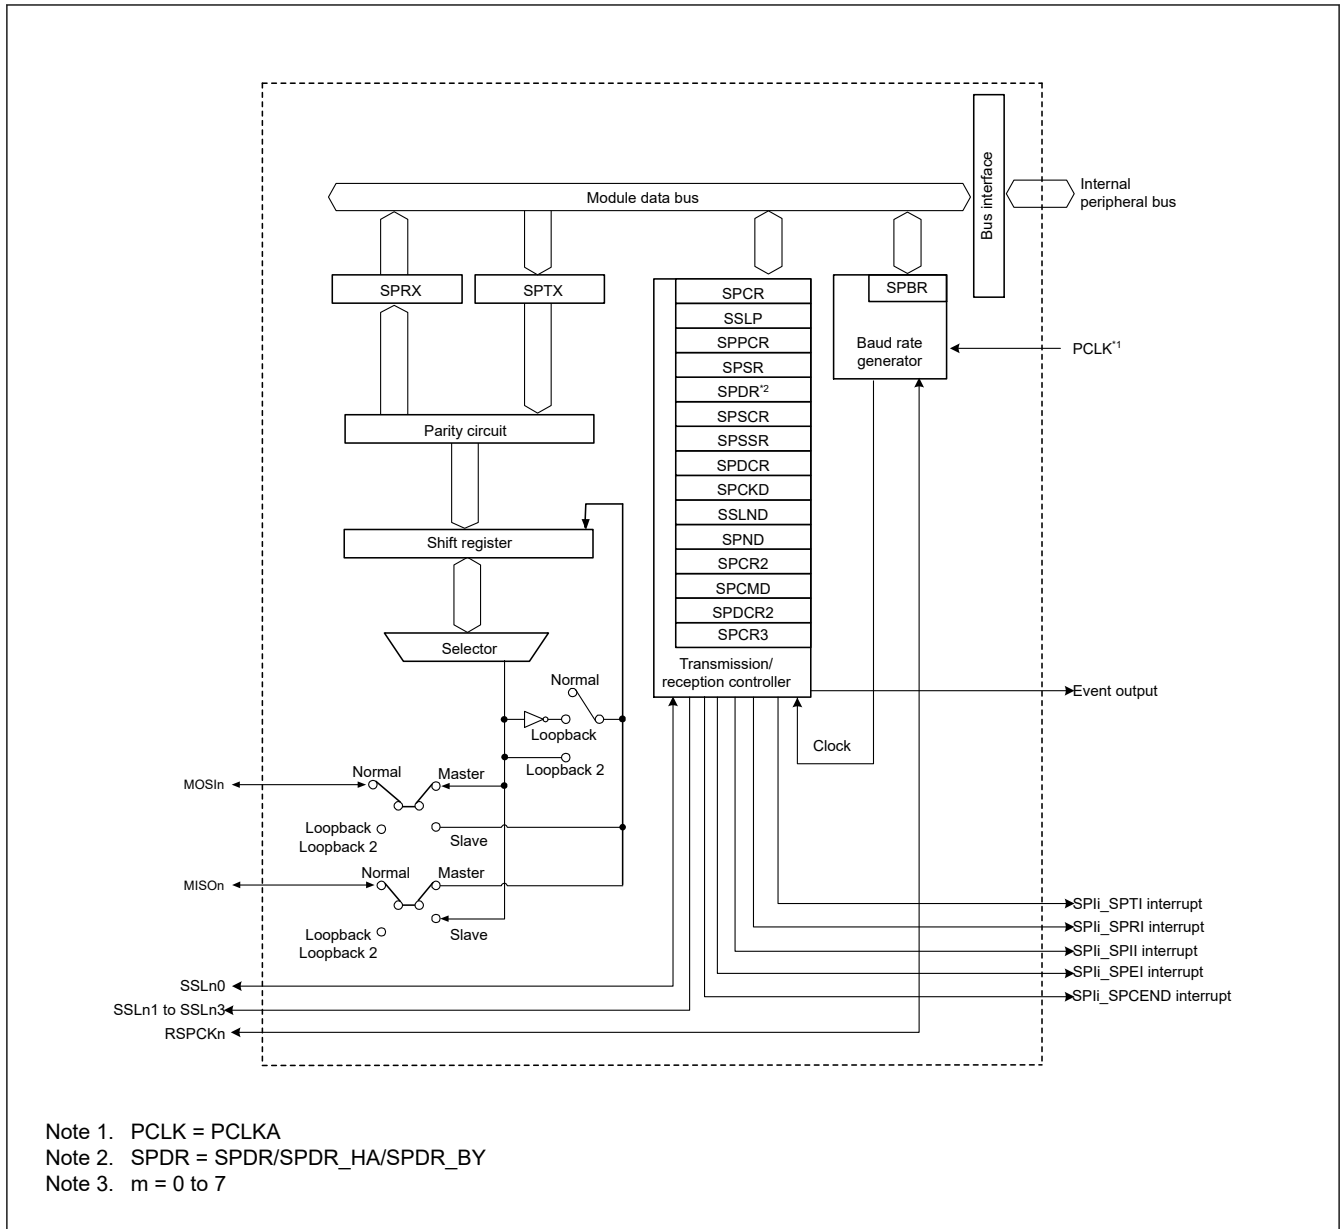 Module data bus
Bus interface
Internal
peripheral bus
SPRX
SPTX
SPCR
SSLP
SPPCR
SPSR
SPDR*2
SPSCR
SPSSR
SPDCR
SPCKD
SSLND
SPND
SPCR2
SPCMD
SPDCR2
SPCR3
Transmission/
reception controller
SPBR
Baud rate
generator
PCLK*1
Parity circuit
Shift register
Selector
Normal
Loopback
Loopback 2
Clock
Event output
MOSIn
Normal
Master
Loopback
Loopback 2
Slave
MISOn
Normal
Master
Loopback
Loopback 2
Slave
SPIi_SPTI interrupt
SPIi_SPRI interrupt
SPIi_SPII interrupt
SPIi_SPEI interrupt
SPIi_SPCEND interrupt
SSLn0
SSLn1 to SSLn3
RSPCKn
Note 1. PCLK = PCLKA
Note 2. SPDR = SPDR/SPDR_HA/SPDR_BY
Note 3. m = 0 to 7